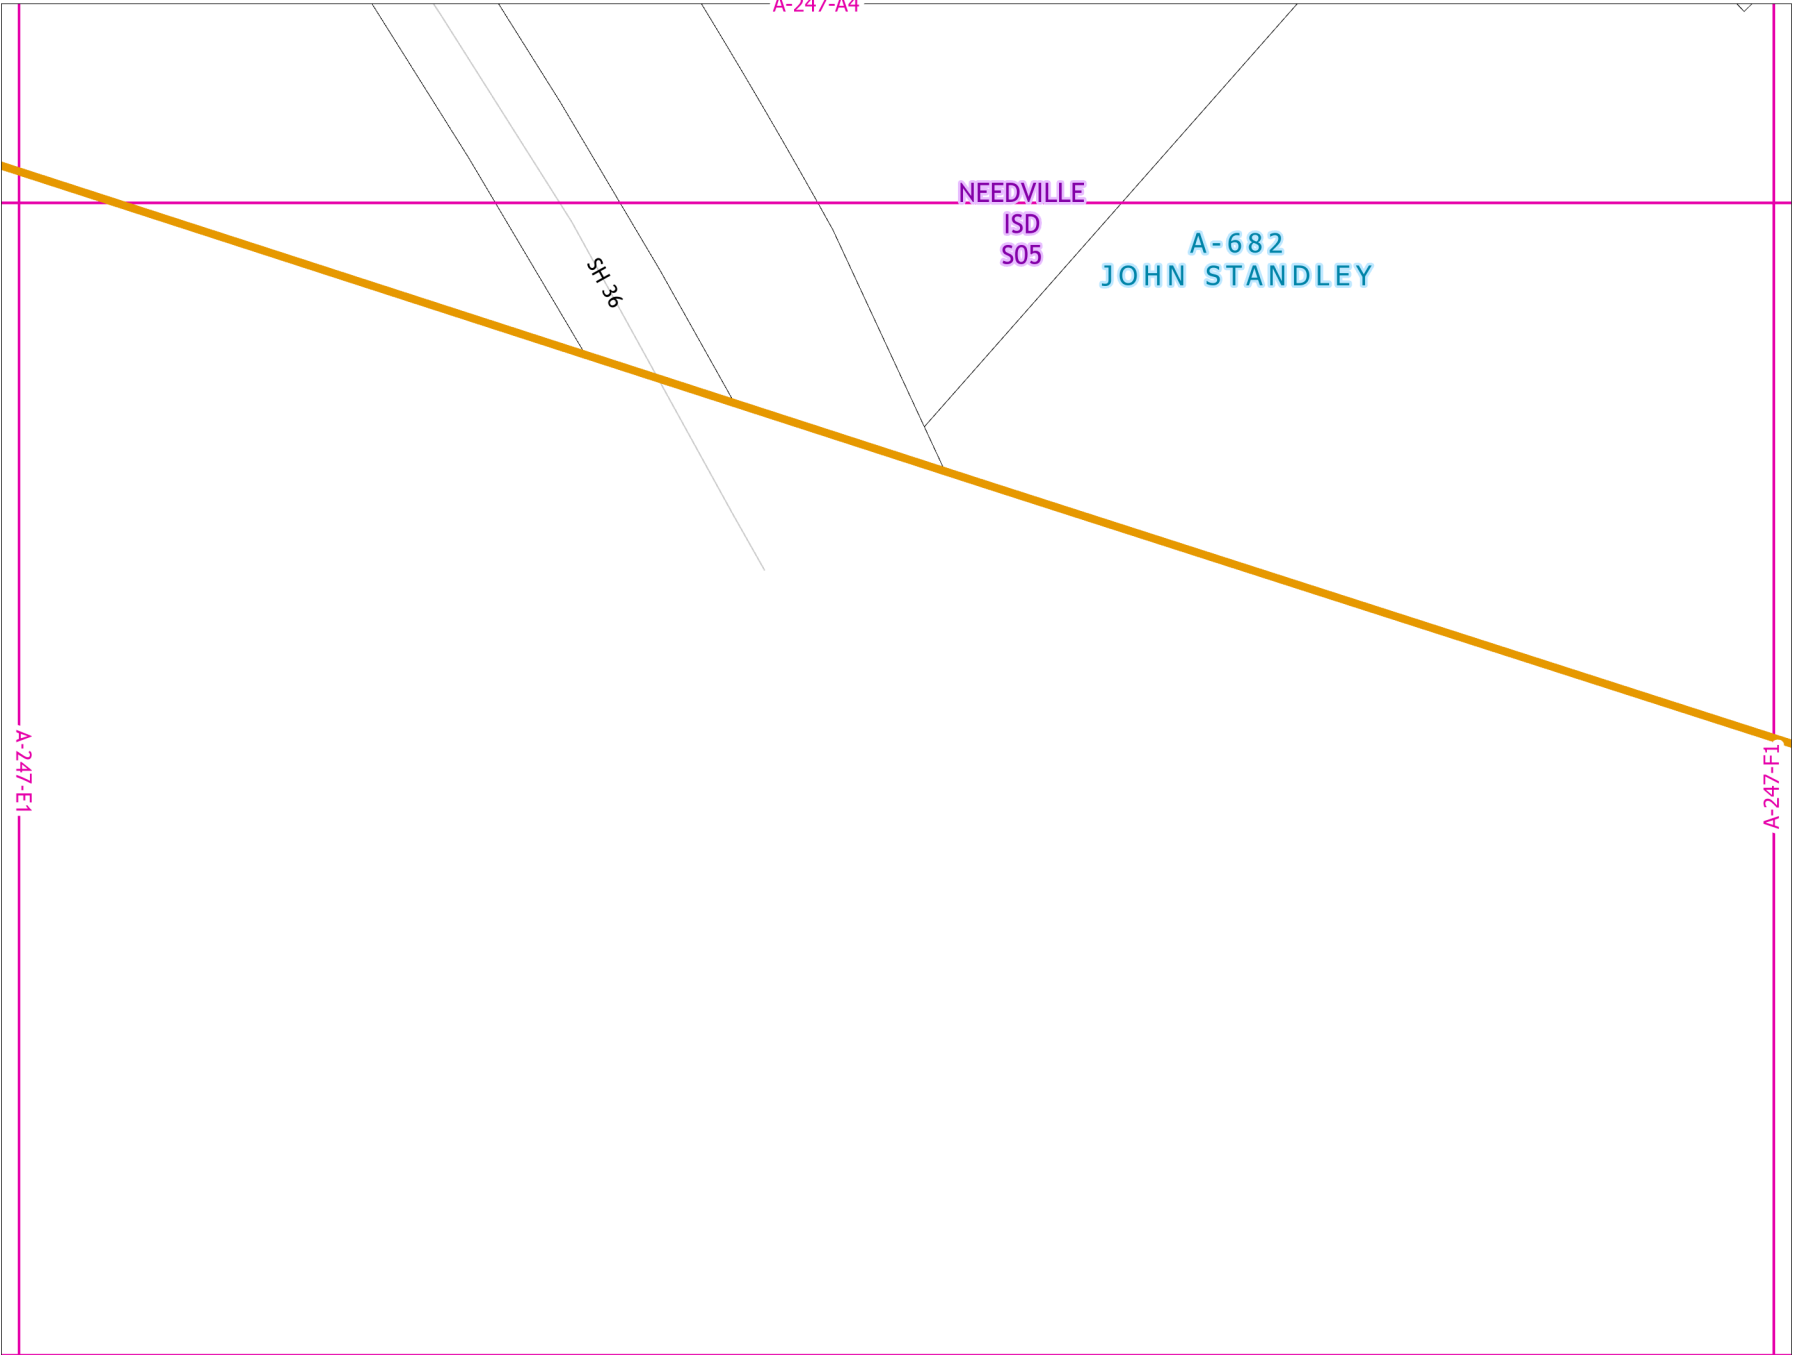 A-247-A4
NEEDVILLE
ISD
S05
A-682
JOHN STANDLEY
SH 36
A-247-E1
A-247-F1